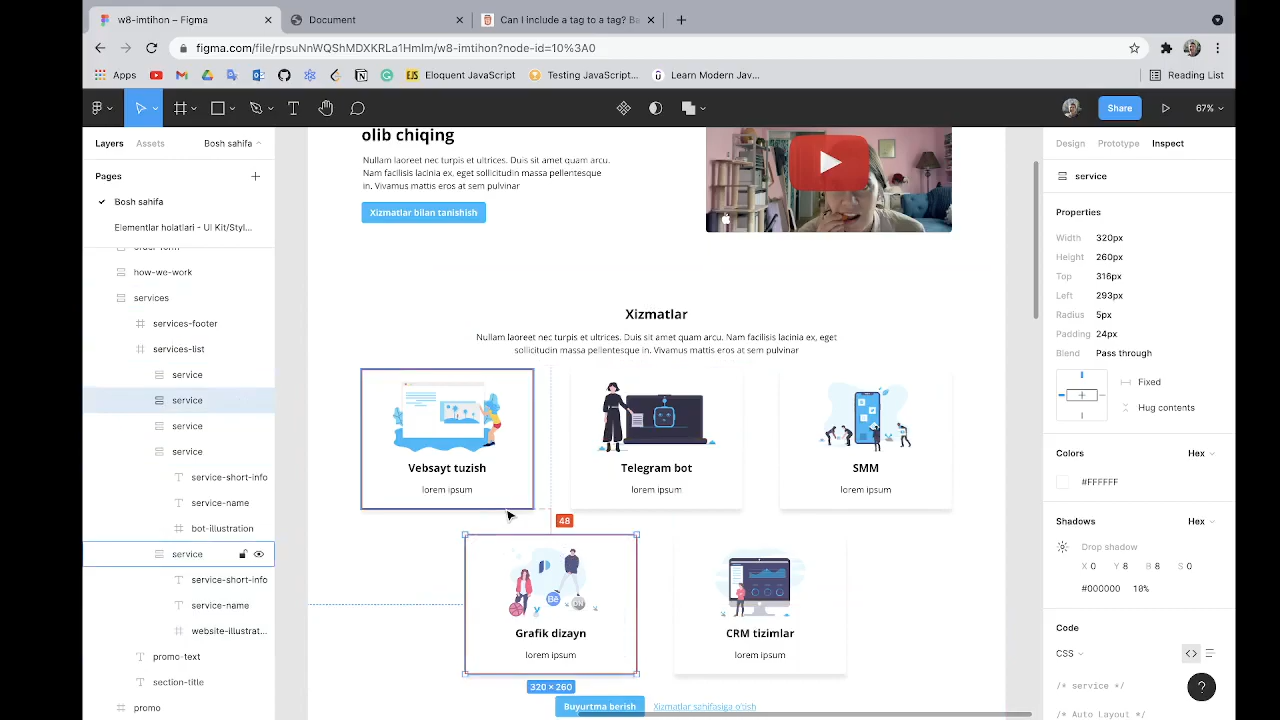 w8-imtihon – Figma
Document
Can I include a tag to a tag? Ba
figma.com/file/rpsuNnWQShMDXKRLa1HmIm/w8-imtihon?node-id=10%3A0
Apps
Eloquent JavaScript
Testing JavaScript...
Learn Modern Jav...
Reading List
Share
67%
Layers
Assets
Bosh sahifa
Pages
Bosh sahifa
Elementlar holatlari - UI Kit/Styl...
order-form
how-we-work
services
services-footer
services-list
service
service
service
service
service-short-info
service-name
bot-illustration
service
service-short-info
service-name
website-illustrat...
promo-text
section-title
promo
olib chiqing
Nullam laoreet nec turpis et ultrices. Duis sit amet quam arcu.
Nam facilisis lacinia ex, eget sollicitudin massa pellentesque
in. Vivamus mattis eros at sem pulvinar
Xizmatlar bilan tanishish
Xizmatlar
Nullam laoreet nec turpis et ultrices. Duis sit amet quam arcu. Nam facilisis lacinia ex, eget
sollicitudin massa pellentesque in. Vivamus mattis eros at sem pulvinar
Vebsayt tuzish
lorem ipsum
Telegram bot
lorem ipsum
SMM
lorem ipsum
48
Grafik dizayn
lorem ipsum
CRM tizimlar
lorem ipsum
320 × 260
Buyurtma berish
Xizmatlar sahifasiga o'tish
Design
Prototype
Inspect
service
Properties
Width 320px
Height 260px
Top 316px
Left 293px
Radius 5px
Padding 24px
Blend Pass through
Fixed
Hug contents
Colors
Hex
#FFFFFF
Shadows
Hex
Drop shadow
X 0 Y 8 B 8 S 0
#000000 10%
Code
CSS
/* service */
/* Auto Layout */
?